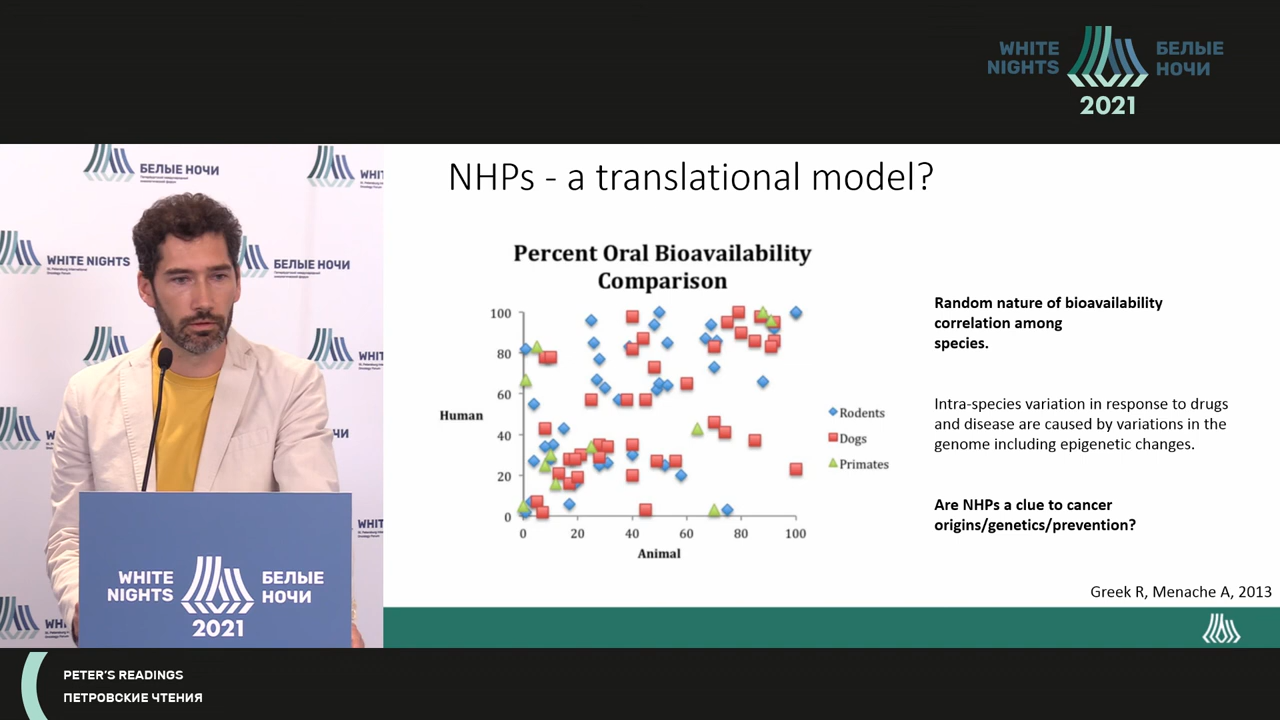 WHITE
NIGHTS
БЕЛЫЕ
НОЧИ
2021
БЕЛЫЕ НОЧИ
WHITE NIGHTS
БЕЛЫЕ НОЧИ
WHITE
NIGHTS
БЕЛЫЕ
НОЧИ
2021
NHPs - a translational model?
Percent Oral Bioavailability
Comparison
100
80
60
40
20
0
Human
0 20 40 60 80 100
Animal
Rodents
Dogs
Primates
Random nature of bioavailability
correlation among
species.
Intra-species variation in response to drugs
and disease are caused by variations in the
genome including epigenetic changes.
Are NHPs a clue to cancer
origins/genetics/prevention?
Greek R, Menache A, 2013
PETER'S READINGS
ПЕТРОВСКИЕ ЧТЕНИЯ